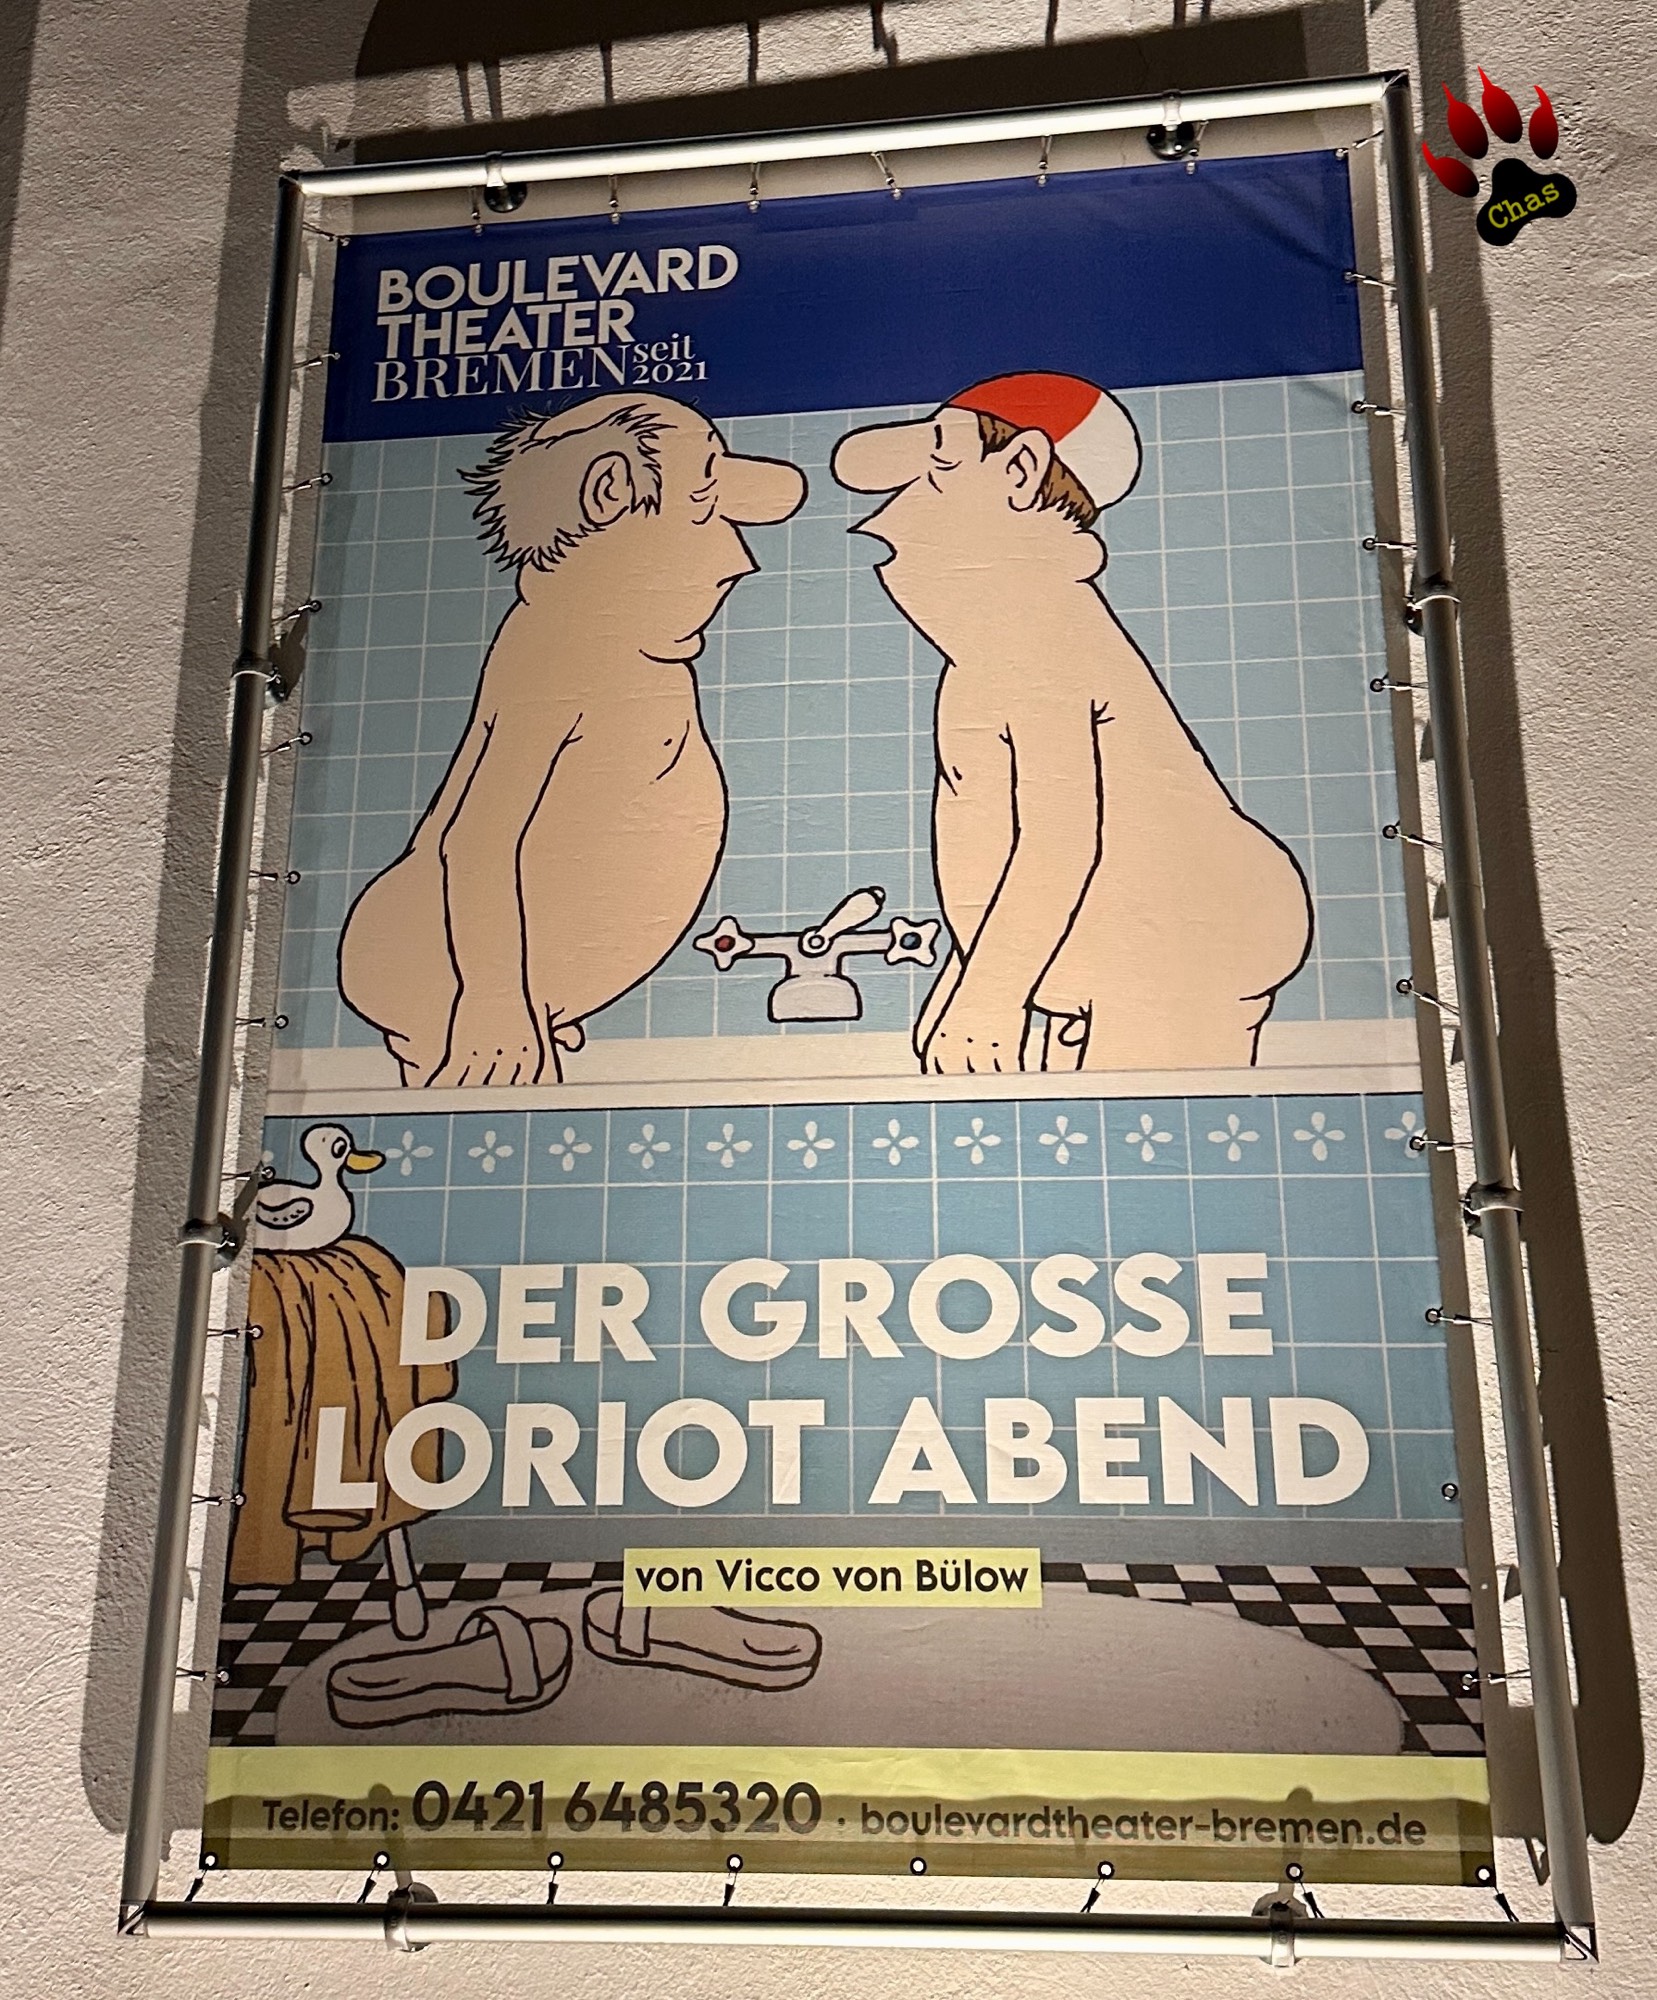 BOULEVARD
THEATER
BREMEN seit 2021
Chas
DER GROSSE
LORIOT ABEND
von Vicco von Bülow
Telefon: 0421 6485320 · boulevardtheater-bremen.de